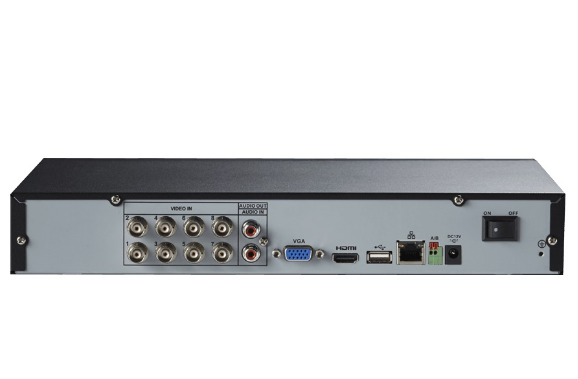 VIDEO IN
AUDIO OUT
AUDIO IN
2 4 6 8
1 3 5 7
VGA
HDMI
A/B
DC 12V
ON OFF